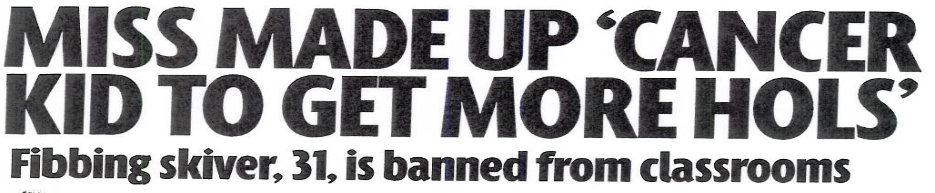 MISS MADE UP ‘CANCER
KID TO GET MORE HOLS’
Fibbing skiver, 31, is banned from classrooms